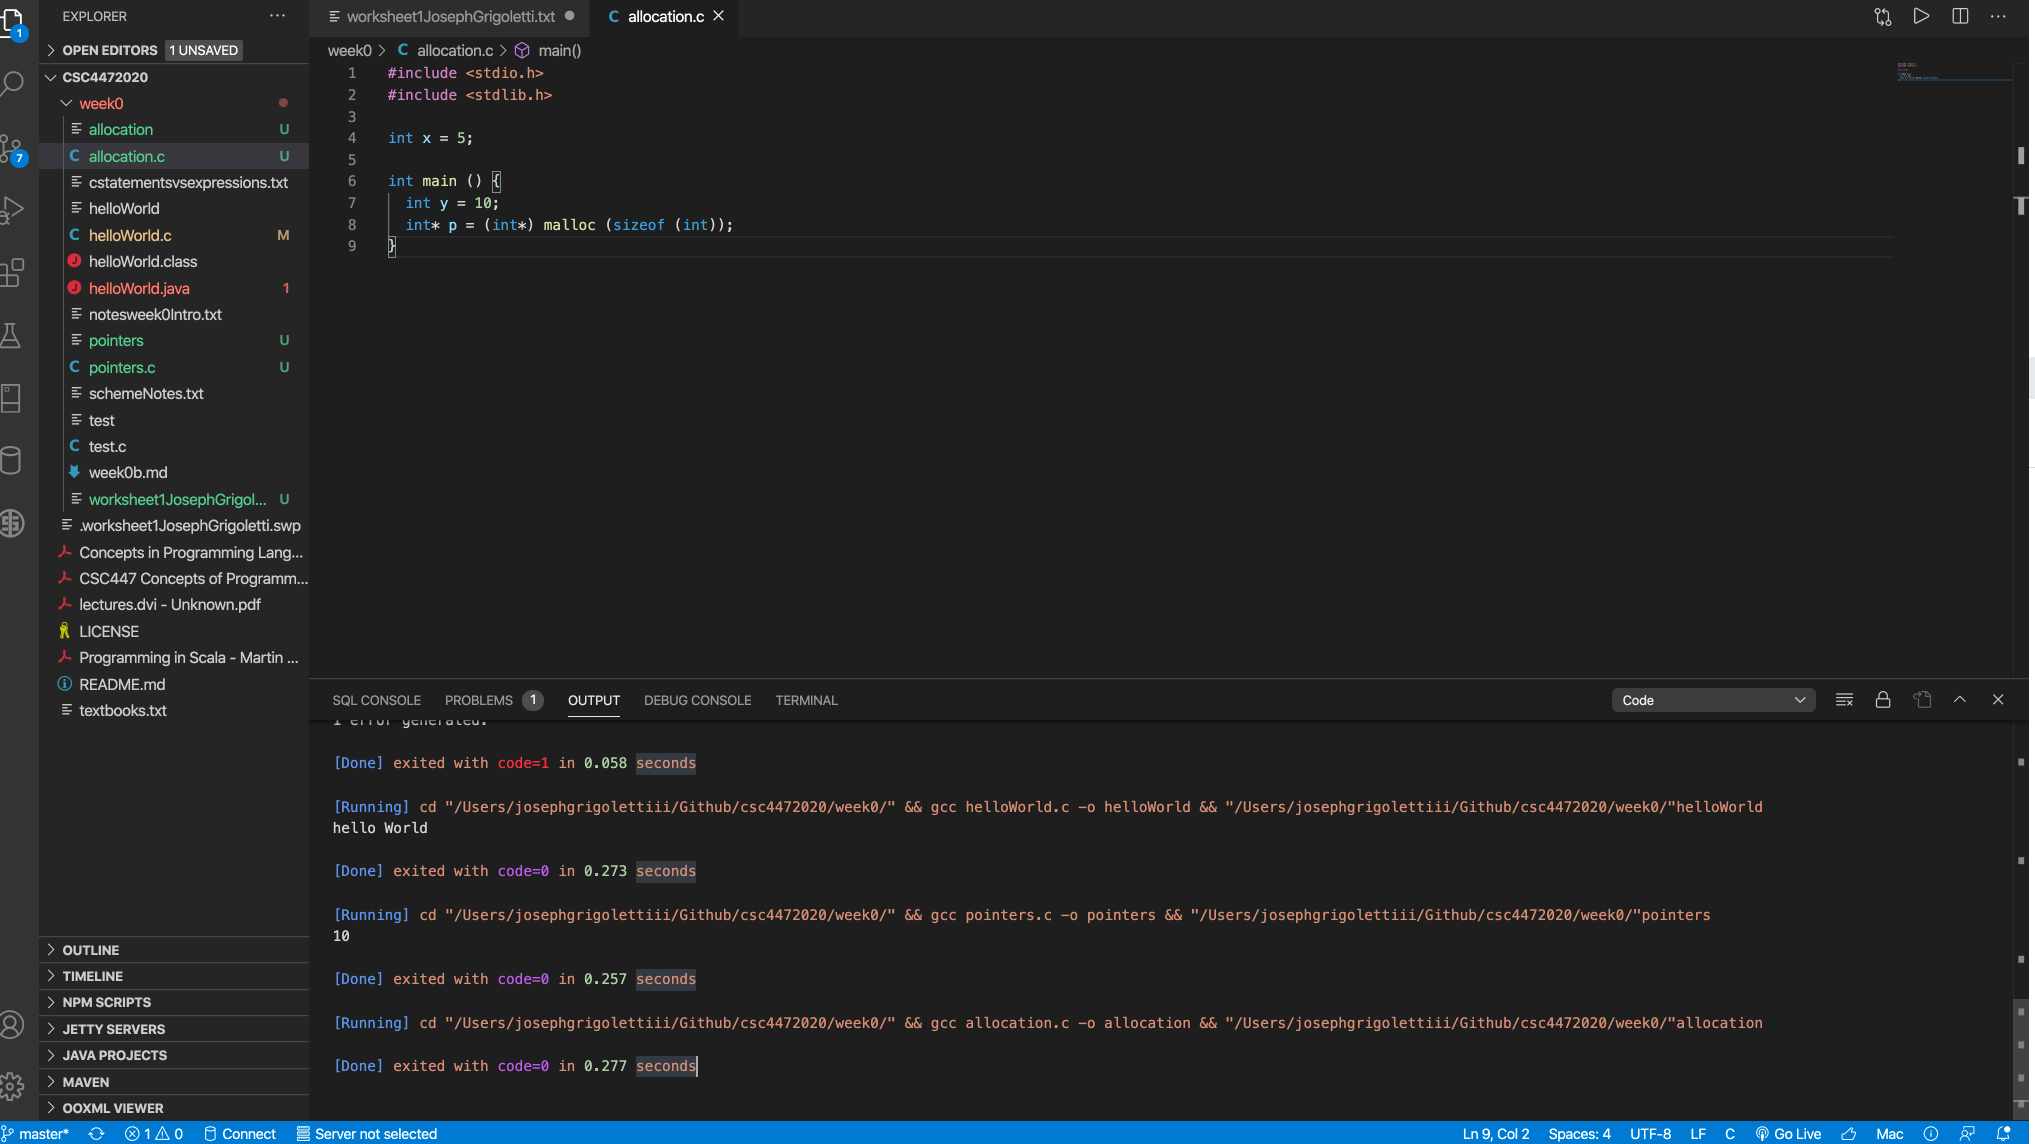 EXPLORER
worksheet1JosephGrigoletti.txt
C allocation.c
1
OPEN EDITORS 1 UNSAVED
CSC4472020
week0
allocation U
C allocation.c U
cstatementsvsexpressions.txt
helloWorld
C helloWorld.c M
helloWorld.class
helloWorld.java 1
notesweek0Intro.txt
pointers U
C pointers.c U
schemeNotes.txt
test
C test.c
week0b.md
worksheet1JosephGrigol... U
.worksheet1JosephGrigoletti.swp
Concepts in Programming Lang...
CSC447 Concepts of Programm...
lectures.dvi - Unknown.pdf
LICENSE
Programming in Scala - Martin ...
README.md
textbooks.txt
7
OUTLINE
TIMELINE
NPM SCRIPTS
JETTY SERVERS
JAVA PROJECTS
MAVEN
OOXML VIEWER
week0 > C allocation.c > main()
1 #include <stdio.h>
2 #include <stdlib.h>
3
4 int x = 5;
5
6 int main () {
7 int y = 10;
8 int* p = (int*) malloc (sizeof (int));
9 }
SQL CONSOLE PROBLEMS 1 OUTPUT DEBUG CONSOLE TERMINAL Code
1 error generated.
[Done] exited with code=1 in 0.058 seconds
[Running] cd "/Users/josephgrigolettiii/Github/csc4472020/week0/" && gcc helloWorld.c -o helloWorld && "/Users/josephgrigolettiii/Github/csc4472020/week0/"helloWorld
hello World
[Done] exited with code=0 in 0.273 seconds
[Running] cd "/Users/josephgrigolettiii/Github/csc4472020/week0/" && gcc pointers.c -o pointers && "/Users/josephgrigolettiii/Github/csc4472020/week0/"pointers
10
[Done] exited with code=0 in 0.257 seconds
[Running] cd "/Users/josephgrigolettiii/Github/csc4472020/week0/" && gcc allocation.c -o allocation && "/Users/josephgrigolettiii/Github/csc4472020/week0/"allocation
[Done] exited with code=0 in 0.277 seconds
master* 1 0 Connect Server not selected Ln 9, Col 2 Spaces: 4 UTF-8 LF C Go Live Mac